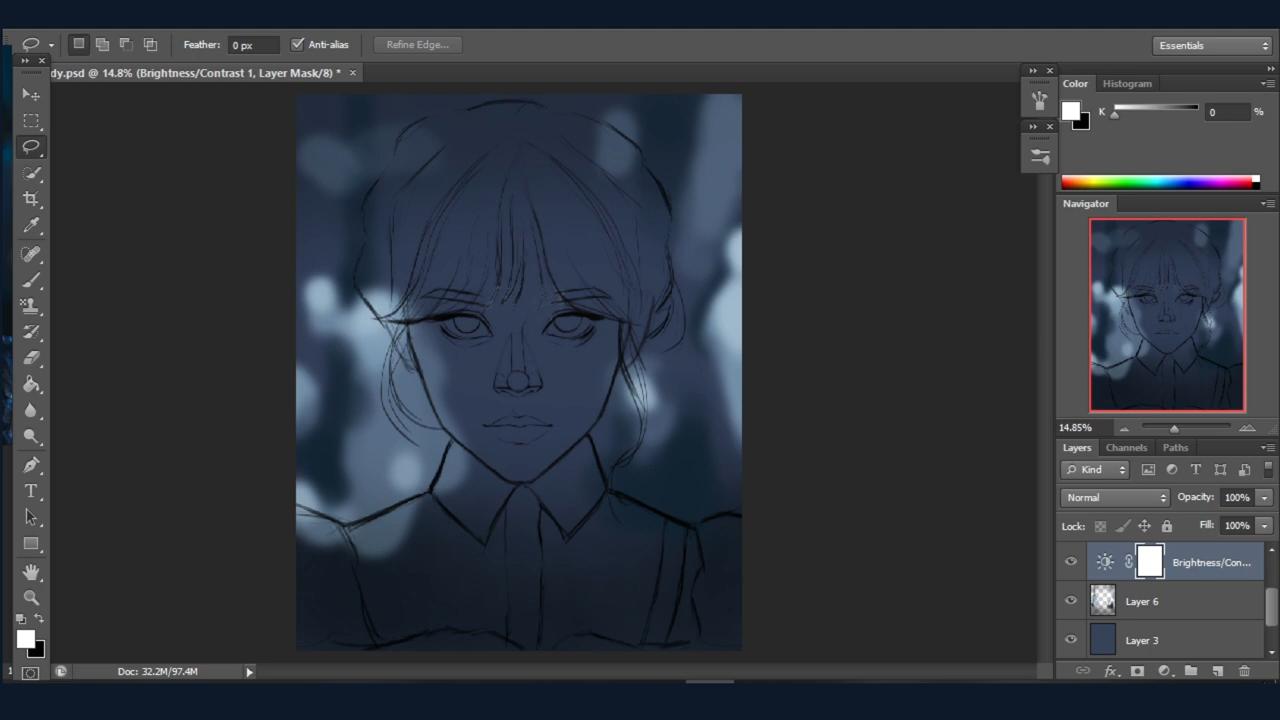 Feather: 0 px Anti-alias Refine Edge... Essentials
dy.psd @ 14.8% (Brightness/Contrast 1, Layer Mask/8) * ×
Color Histogram
K 0 %
Navigator
14.85%
Layers Channels Paths
Kind
Normal Opacity: 100%
Lock: Fill: 100%
Brightness/Con...
Layer 6
Layer 3
Doc: 32.2M/97.4M
fx